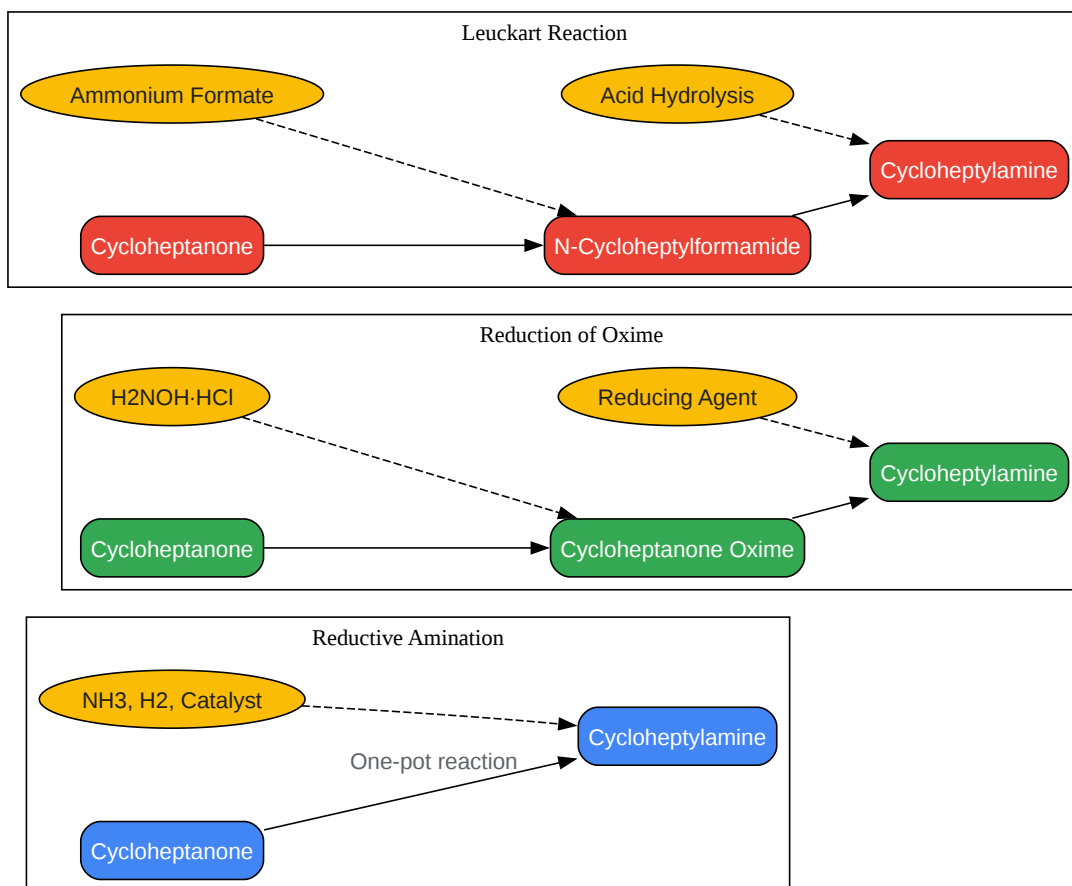 Leuckart Reaction
Ammonium Formate
Acid Hydrolysis
Cycloheptylamine
Cycloheptanone
N-Cycloheptylformamide
Reduction of Oxime
H2NOH·HCl
Reducing Agent
Cycloheptylamine
Cycloheptanone
Cycloheptanone Oxime
Reductive Amination
NH3, H2, Catalyst
Cycloheptylamine
One-pot reaction
Cycloheptanone